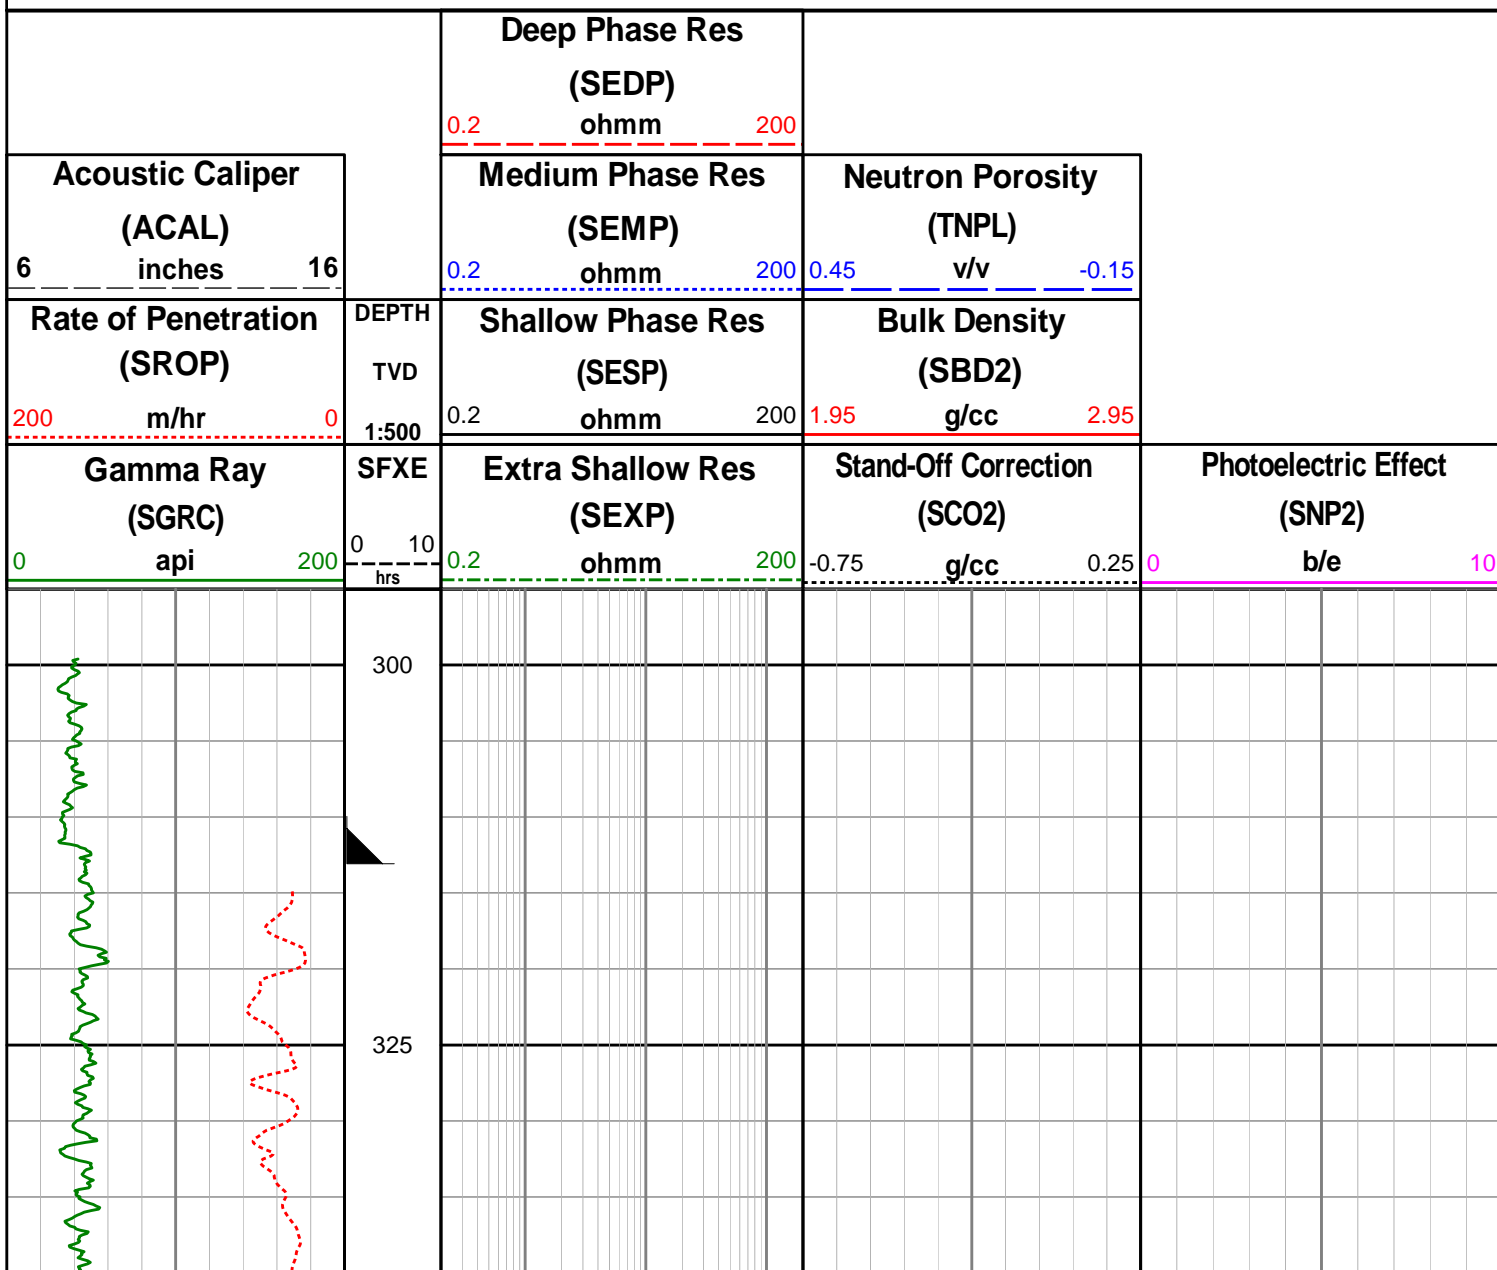 Deep Phase Res
(SEDP)
0.2 ohmm 200
Acoustic Caliper
(ACAL)
6 inches 16
Medium Phase Res
(SEMP)
0.2 ohmm 200
Neutron Porosity
(TNPL)
0.45 v/v -0.15
Rate of Penetration
(SROP)
200 m/hr 0
DEPTH
TVD
1:500
Shallow Phase Res
(SESP)
0.2 ohmm 200
Bulk Density
(SBD2)
1.95 g/cc 2.95
Gamma Ray
(SGRC)
0 api 200
SFXE
0 10
hrs
Extra Shallow Res
(SEXP)
0.2 ohmm 200
Stand-Off Correction
(SCO2)
-0.75 g/cc 0.25
Photoelectric Effect
(SNP2)
0 b/e 10
300
325